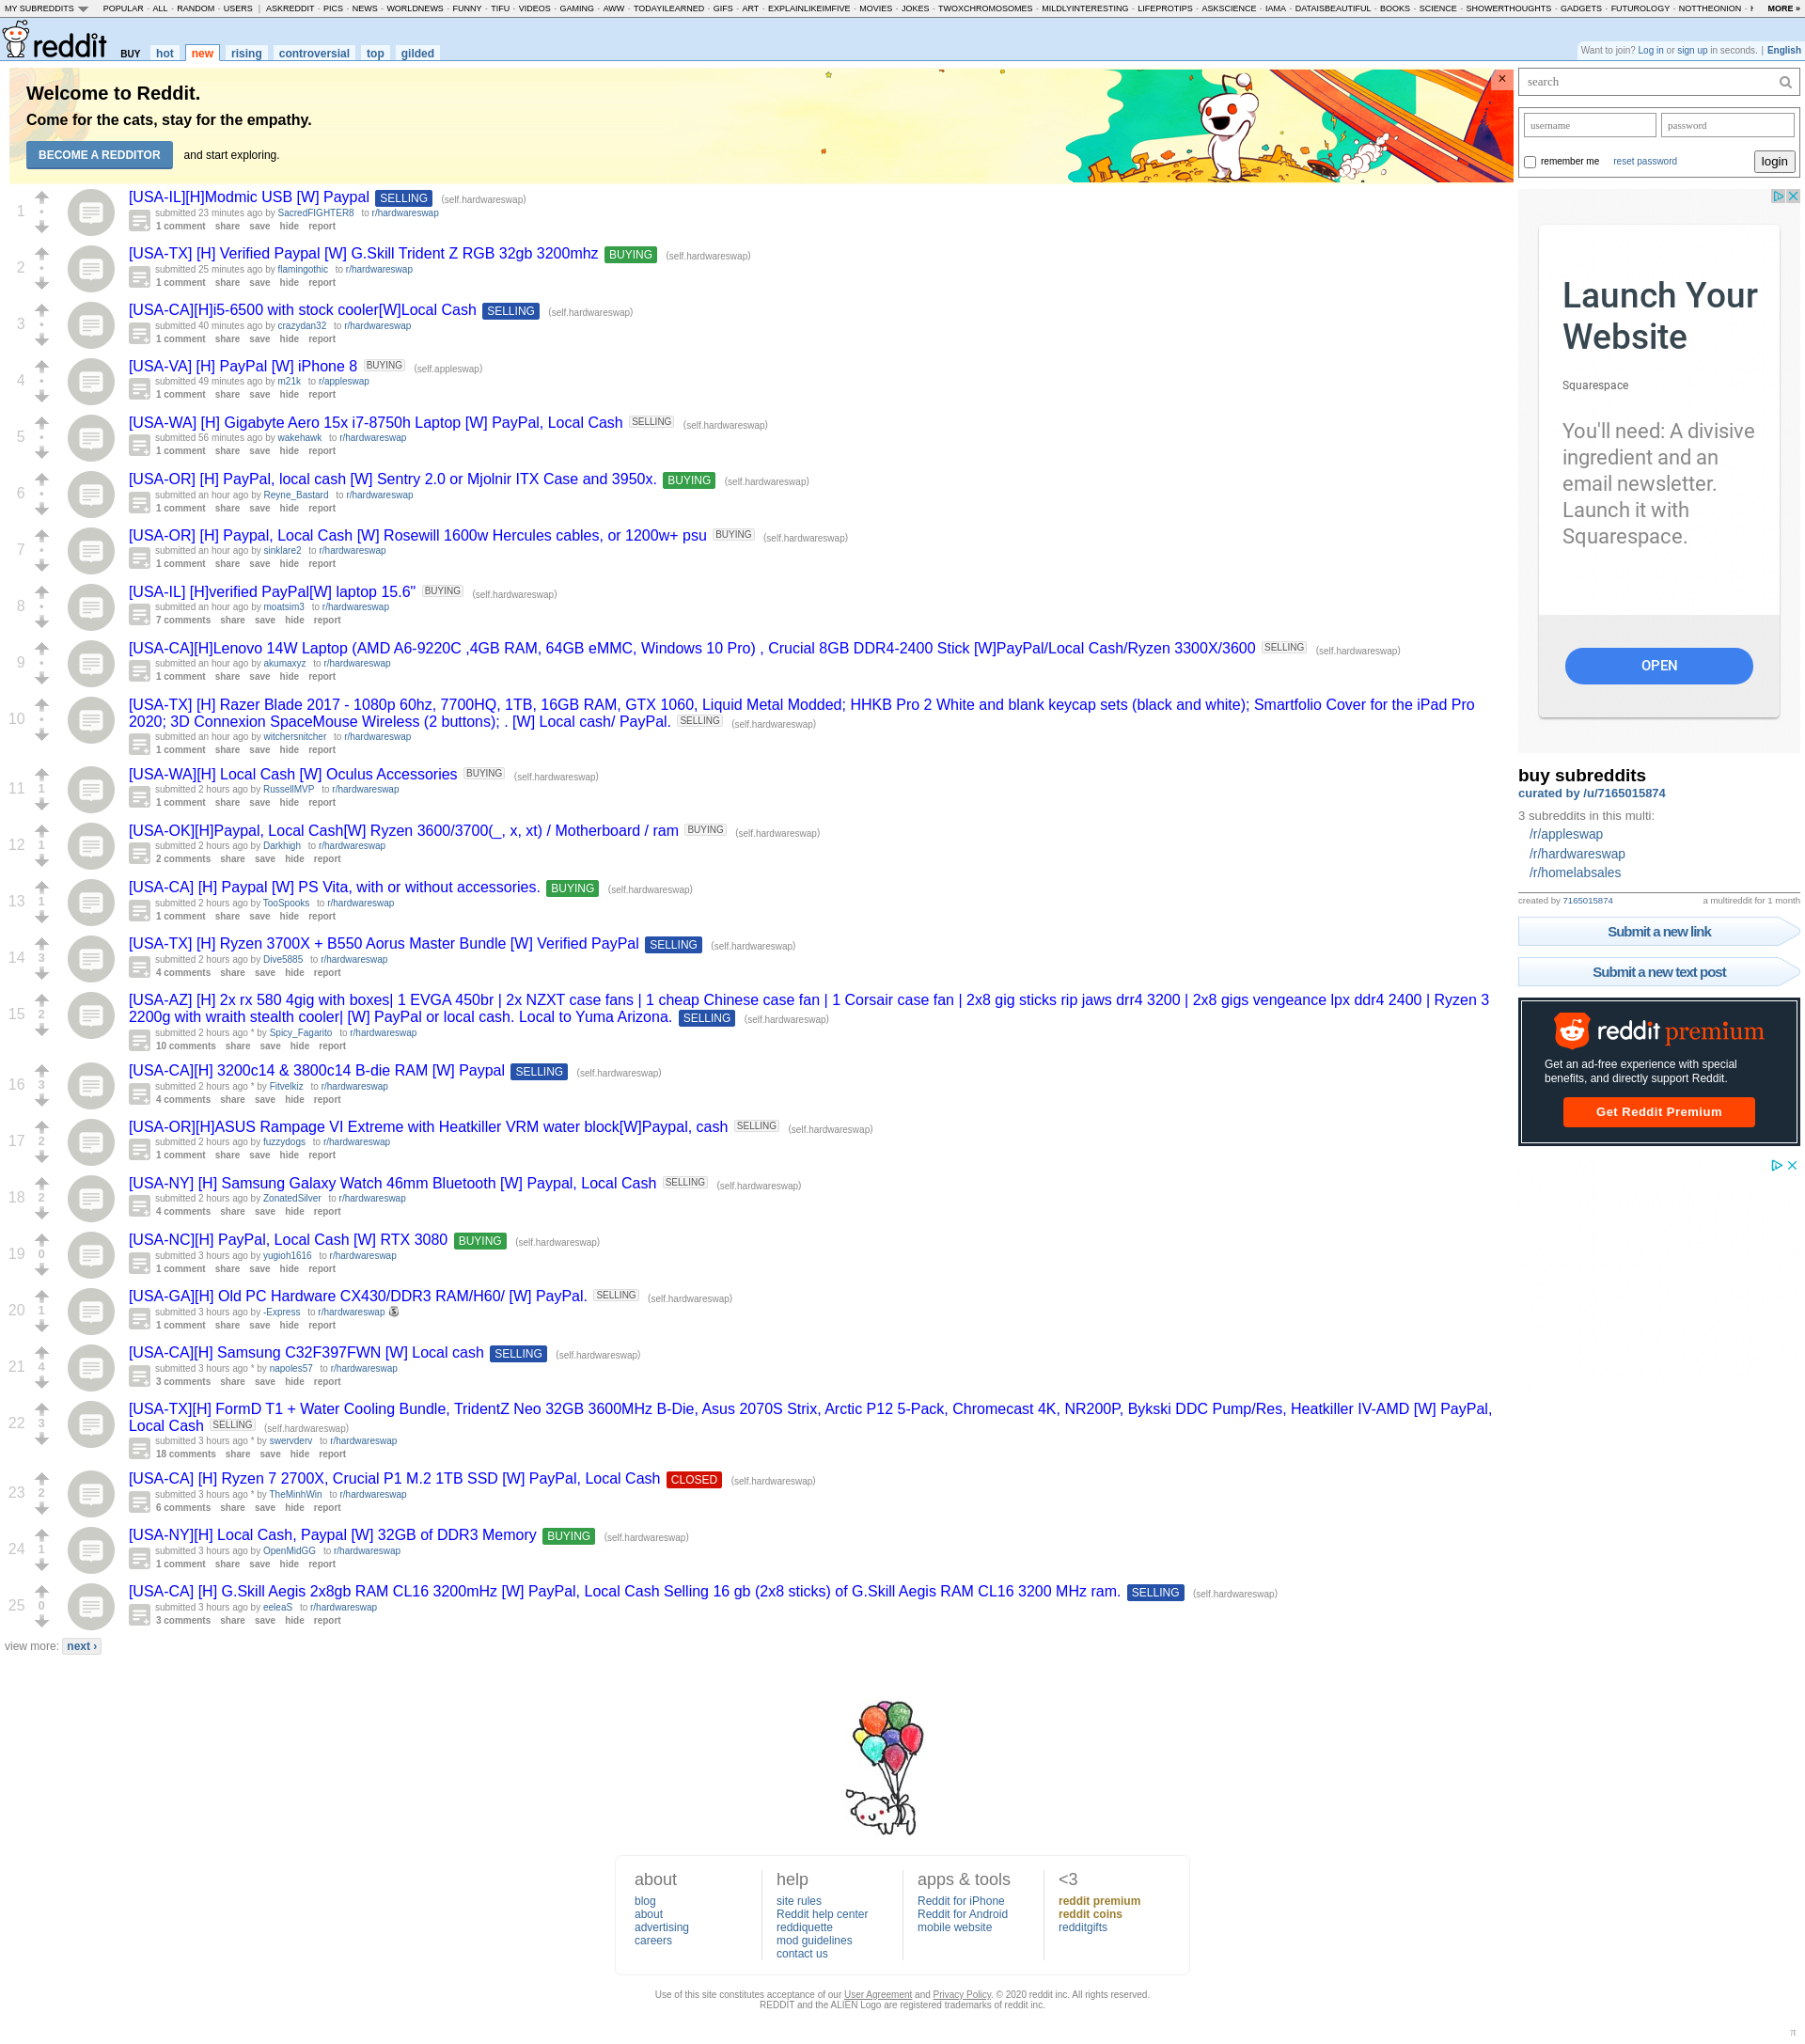 MY SUBREDDITS POPULAR - ALL - RANDOM - USERS | ASKREDDIT - PICS - NEWS - WORLDNEWS - FUNNY - TIFU - VIDEOS - GAMING - AWW - TODAYILEARNED - GIFS - ART - EXPLAINLIKEIMFIVE - MOVIES - JOKES - TWOXCHROMOSOMES - MILDLYINTERESTING - LIFEPROTIPS - ASKSCIENCE - IAMA - DATAISBEAUTIFUL - BOOKS - SCIENCE - SHOWERTHOUGHTS - GADGETS - FUTUROLOGY - NOTTHEONION - MORE »
reddit BUY hot new rising controversial top gilded
Want to join? Log in or sign up in seconds. | English
Welcome to Reddit.
Come for the cats, stay for the empathy.
BECOME A REDDITOR and start exploring.
×
1
[USA-IL][H]Modmic USB [W] Paypal SELLING (self.hardwareswap)
submitted 23 minutes ago by SacredFIGHTER8 to r/hardwareswap
1 comment share save hide report
2
[USA-TX] [H] Verified Paypal [W] G.Skill Trident Z RGB 32gb 3200mhz BUYING (self.hardwareswap)
submitted 25 minutes ago by flamingothic to r/hardwareswap
1 comment share save hide report
3
[USA-CA][H]i5-6500 with stock cooler[W]Local Cash SELLING (self.hardwareswap)
submitted 40 minutes ago by crazydan32 to r/hardwareswap
1 comment share save hide report
4
[USA-VA] [H] PayPal [W] iPhone 8 BUYING (self.appleswap)
submitted 49 minutes ago by m21k to r/appleswap
1 comment share save hide report
5
[USA-WA] [H] Gigabyte Aero 15x i7-8750h Laptop [W] PayPal, Local Cash SELLING (self.hardwareswap)
submitted 56 minutes ago by wakehawk to r/hardwareswap
1 comment share save hide report
6
[USA-OR] [H] PayPal, local cash [W] Sentry 2.0 or Mjolnir ITX Case and 3950x. BUYING (self.hardwareswap)
submitted an hour ago by Reyne_Bastard to r/hardwareswap
1 comment share save hide report
7
[USA-OR] [H] Paypal, Local Cash [W] Rosewill 1600w Hercules cables, or 1200w+ psu BUYING (self.hardwareswap)
submitted an hour ago by sinklare2 to r/hardwareswap
1 comment share save hide report
8
[USA-IL] [H]verified PayPal[W] laptop 15.6" BUYING (self.hardwareswap)
submitted an hour ago by moatsim3 to r/hardwareswap
7 comments share save hide report
9
[USA-CA][H]Lenovo 14W Laptop (AMD A6-9220C ,4GB RAM, 64GB eMMC, Windows 10 Pro) , Crucial 8GB DDR4-2400 Stick [W]PayPal/Local Cash/Ryzen 3300X/3600 SELLING (self.hardwareswap)
submitted an hour ago by akumaxyz to r/hardwareswap
1 comment share save hide report
10
[USA-TX] [H] Razer Blade 2017 - 1080p 60hz, 7700HQ, 1TB, 16GB RAM, GTX 1060, Liquid Metal Modded; HHKB Pro 2 White and blank keycap sets (black and white); Smartfolio Cover for the iPad Pro
2020; 3D Connexion SpaceMouse Wireless (2 buttons); . [W] Local cash/ PayPal. SELLING (self.hardwareswap)
submitted an hour ago by witchersnitcher to r/hardwareswap
1 comment share save hide report
11 1
[USA-WA][H] Local Cash [W] Oculus Accessories BUYING (self.hardwareswap)
submitted 2 hours ago by RussellMVP to r/hardwareswap
1 comment share save hide report
12 1
[USA-OK][H]Paypal, Local Cash[W] Ryzen 3600/3700(_, x, xt) / Motherboard / ram BUYING (self.hardwareswap)
submitted 2 hours ago by Darkhigh to r/hardwareswap
2 comments share save hide report
13 1
[USA-CA] [H] Paypal [W] PS Vita, with or without accessories. BUYING (self.hardwareswap)
submitted 2 hours ago by TooSpooks to r/hardwareswap
1 comment share save hide report
14 3
[USA-TX] [H] Ryzen 3700X + B550 Aorus Master Bundle [W] Verified PayPal SELLING (self.hardwareswap)
submitted 2 hours ago by Dive5885 to r/hardwareswap
4 comments share save hide report
15 2
[USA-AZ] [H] 2x rx 580 4gig with boxes| 1 EVGA 450br | 2x NZXT case fans | 1 cheap Chinese case fan | 1 Corsair case fan | 2x8 gig sticks rip jaws drr4 3200 | 2x8 gigs vengeance lpx ddr4 2400 | Ryzen 3
2200g with wraith stealth cooler| [W] PayPal or local cash. Local to Yuma Arizona. SELLING (self.hardwareswap)
submitted 2 hours ago * by Spicy_Fagarito to r/hardwareswap
10 comments share save hide report
16 3
[USA-CA][H] 3200c14 & 3800c14 B-die RAM [W] Paypal SELLING (self.hardwareswap)
submitted 2 hours ago * by Fitvelkiz to r/hardwareswap
4 comments share save hide report
17 2
[USA-OR][H]ASUS Rampage VI Extreme with Heatkiller VRM water block[W]Paypal, cash SELLING (self.hardwareswap)
submitted 2 hours ago by fuzzydogs to r/hardwareswap
1 comment share save hide report
18 2
[USA-NY] [H] Samsung Galaxy Watch 46mm Bluetooth [W] Paypal, Local Cash SELLING (self.hardwareswap)
submitted 2 hours ago by ZonatedSilver to r/hardwareswap
4 comments share save hide report
19 0
[USA-NC][H] PayPal, Local Cash [W] RTX 3080 BUYING (self.hardwareswap)
submitted 3 hours ago by yugioh1616 to r/hardwareswap
1 comment share save hide report
20 1
[USA-GA][H] Old PC Hardware CX430/DDR3 RAM/H60/ [W] PayPal. SELLING (self.hardwareswap)
submitted 3 hours ago by -Express to r/hardwareswap
1 comment share save hide report
21 4
[USA-CA][H] Samsung C32F397FWN [W] Local cash SELLING (self.hardwareswap)
submitted 3 hours ago * by napoles57 to r/hardwareswap
3 comments share save hide report
22 3
[USA-TX][H] FormD T1 + Water Cooling Bundle, TridentZ Neo 32GB 3600MHz B-Die, Asus 2070S Strix, Arctic P12 5-Pack, Chromecast 4K, NR200P, Bykski DDC Pump/Res, Heatkiller IV-AMD [W] PayPal,
Local Cash SELLING (self.hardwareswap)
submitted 3 hours ago * by swervderv to r/hardwareswap
18 comments share save hide report
23 2
[USA-CA] [H] Ryzen 7 2700X, Crucial P1 M.2 1TB SSD [W] PayPal, Local Cash CLOSED (self.hardwareswap)
submitted 3 hours ago * by TheMinhWin to r/hardwareswap
6 comments share save hide report
24 1
[USA-NY][H] Local Cash, Paypal [W] 32GB of DDR3 Memory BUYING (self.hardwareswap)
submitted 3 hours ago by OpenMidGG to r/hardwareswap
1 comment share save hide report
25 0
[USA-CA] [H] G.Skill Aegis 2x8gb RAM CL16 3200mHz [W] PayPal, Local Cash Selling 16 gb (2x8 sticks) of G.Skill Aegis RAM CL16 3200 MHz ram. SELLING (self.hardwareswap)
submitted 3 hours ago by eeleaS to r/hardwareswap
3 comments share save hide report
view more: next ›
search
username password
remember me reset password login
Launch Your
Website
Squarespace
You'll need: A divisive
ingredient and an
email newsletter.
Launch it with
Squarespace.
OPEN
buy subreddits
curated by /u/7165015874
3 subreddits in this multi:
/r/appleswap
/r/hardwareswap
/r/homelabsales
created by 7165015874 a multireddit for 1 month
Submit a new link
Submit a new text post
reddit premium
Get an ad-free experience with special
benefits, and directly support Reddit.
Get Reddit Premium
about
blog
about
advertising
careers
help
site rules
Reddit help center
reddiquette
mod guidelines
contact us
apps & tools
Reddit for iPhone
Reddit for Android
mobile website
<3
reddit premium
reddit coins
redditgifts
Use of this site constitutes acceptance of our User Agreement and Privacy Policy. © 2020 reddit inc. All rights reserved.
REDDIT and the ALIEN Logo are registered trademarks of reddit inc.
π